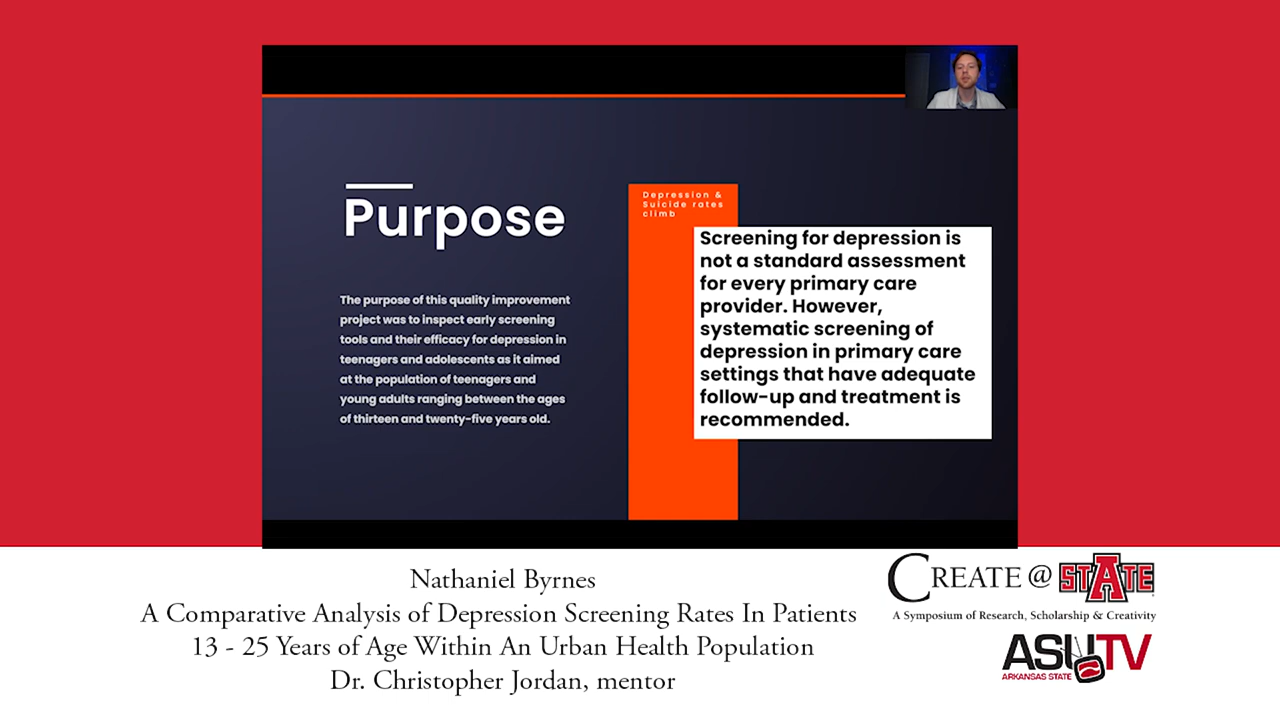 Purpose
The purpose of this quality improvement
project was to inspect early screening
tools and their efficacy for depression in
teenagers and adolescents as it aimed
at the population of teenagers and
young adults ranging between the ages
of thirteen and twenty-five years old.
Depression &
Suicide rates
climb
Screening for depression is
not a standard assessment
for every primary care
provider. However,
systematic screening of
depression in primary care
settings that have adequate
follow-up and treatment is
recommended.
Nathaniel Byrnes
A Comparative Analysis of Depression Screening Rates In Patients
13 - 25 Years of Age Within An Urban Health Population
Dr. Christopher Jordan, mentor
CREATE @ STATE
A Symposium of Research, Scholarship & Creativity
ASUTV
ARKANSAS STATE